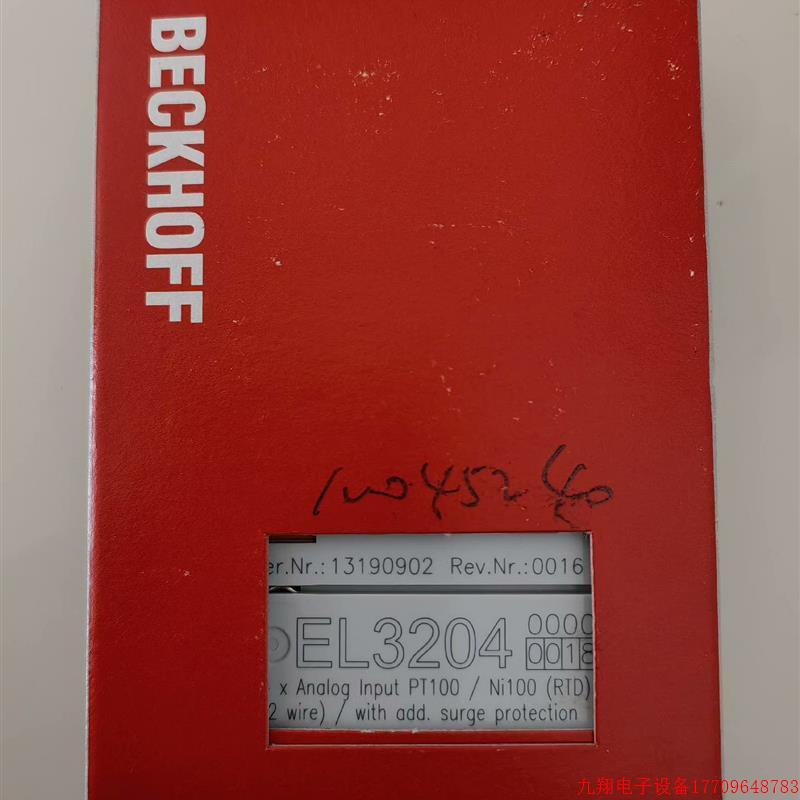 BECKHOFF
er.Nr.:13190902 Rev.Nr.:0016
EL3204 0000
0018
x Analog Input PT100 / Ni100 (RTD)
2 wire) / with add. surge protection
九翔电子设备17709648783